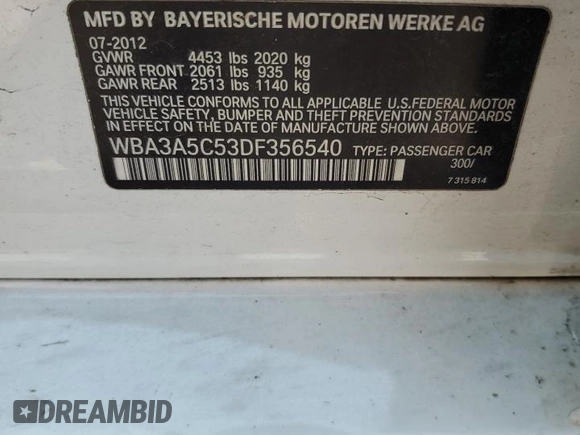 MFD BY BAYERISCHE MOTOREN WERKE AG
07-2012
GVWR 4453 lbs 2020 kg
GAWR FRONT 2061 lbs 935 kg
GAWR REAR 2513 lbs 1140 kg
THIS VEHICLE CONFORMS TO ALL APPLICABLE U.S.FEDERAL MOTOR
VEHICLE SAFETY, BUMPER AND THEFT PREVENTION STANDARDS
IN EFFECT ON THE DATE OF MANUFACTURE SHOWN ABOVE.
WBA3A5C53DF356540 TYPE: PASSENGER CAR
300/
7 315 814
DREAMBID